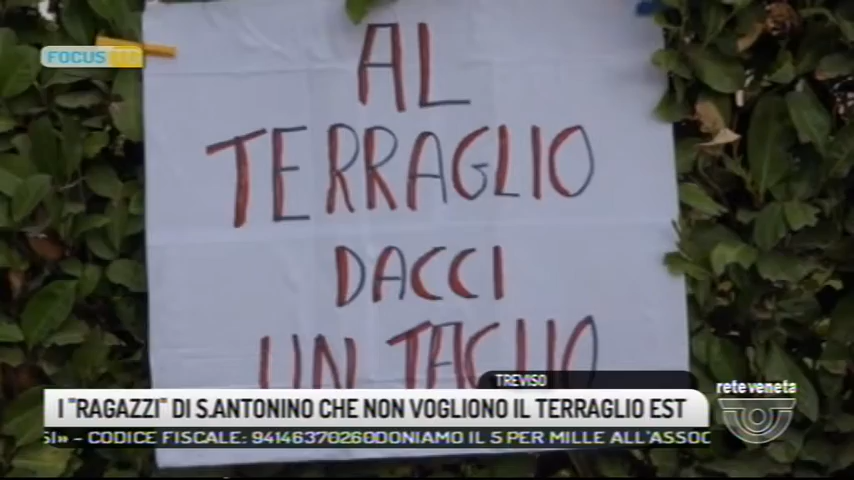 FOCUS
AL
TERRAGLIO
DACCI
UN TAGLIO
TREVISO
I "RAGAZZI" DI S.ANTONINO CHE NON VOGLIONO IL TERRAGLIO EST
rete veneta
SI» - CODICE FISCALE: 94146370260DONIAMO IL 5 PER MILLE ALL'ASSOC